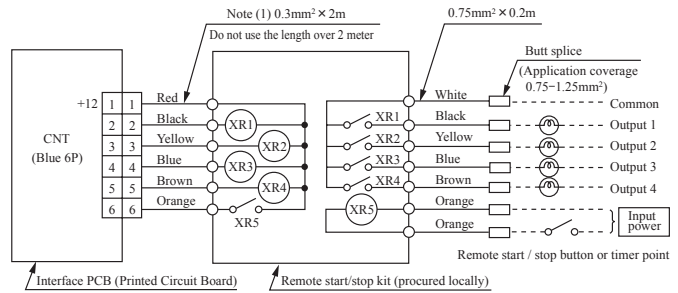 Note (1) 0.3mm² × 2m
Do not use the length over 2 meter
0.75mm² × 0.2m
Butt splice
(Application coverage
0.75−1.25mm²)
CNT
(Blue 6P)
+12
1 1 Red
2 2 Black
3 3 Yellow
4 4 Blue
5 5 Brown
6 6 Orange
XR1
XR2
XR3
XR4
XR5
XR1
XR2
XR3
XR4
XR5
White
Black
Yellow
Blue
Brown
Orange
Orange
Common
Output 1
Output 2
Output 3
Output 4
Input
power
Remote start / stop button or timer point
Interface PCB (Printed Circuit Board)
Remote start/stop kit (procured locally)